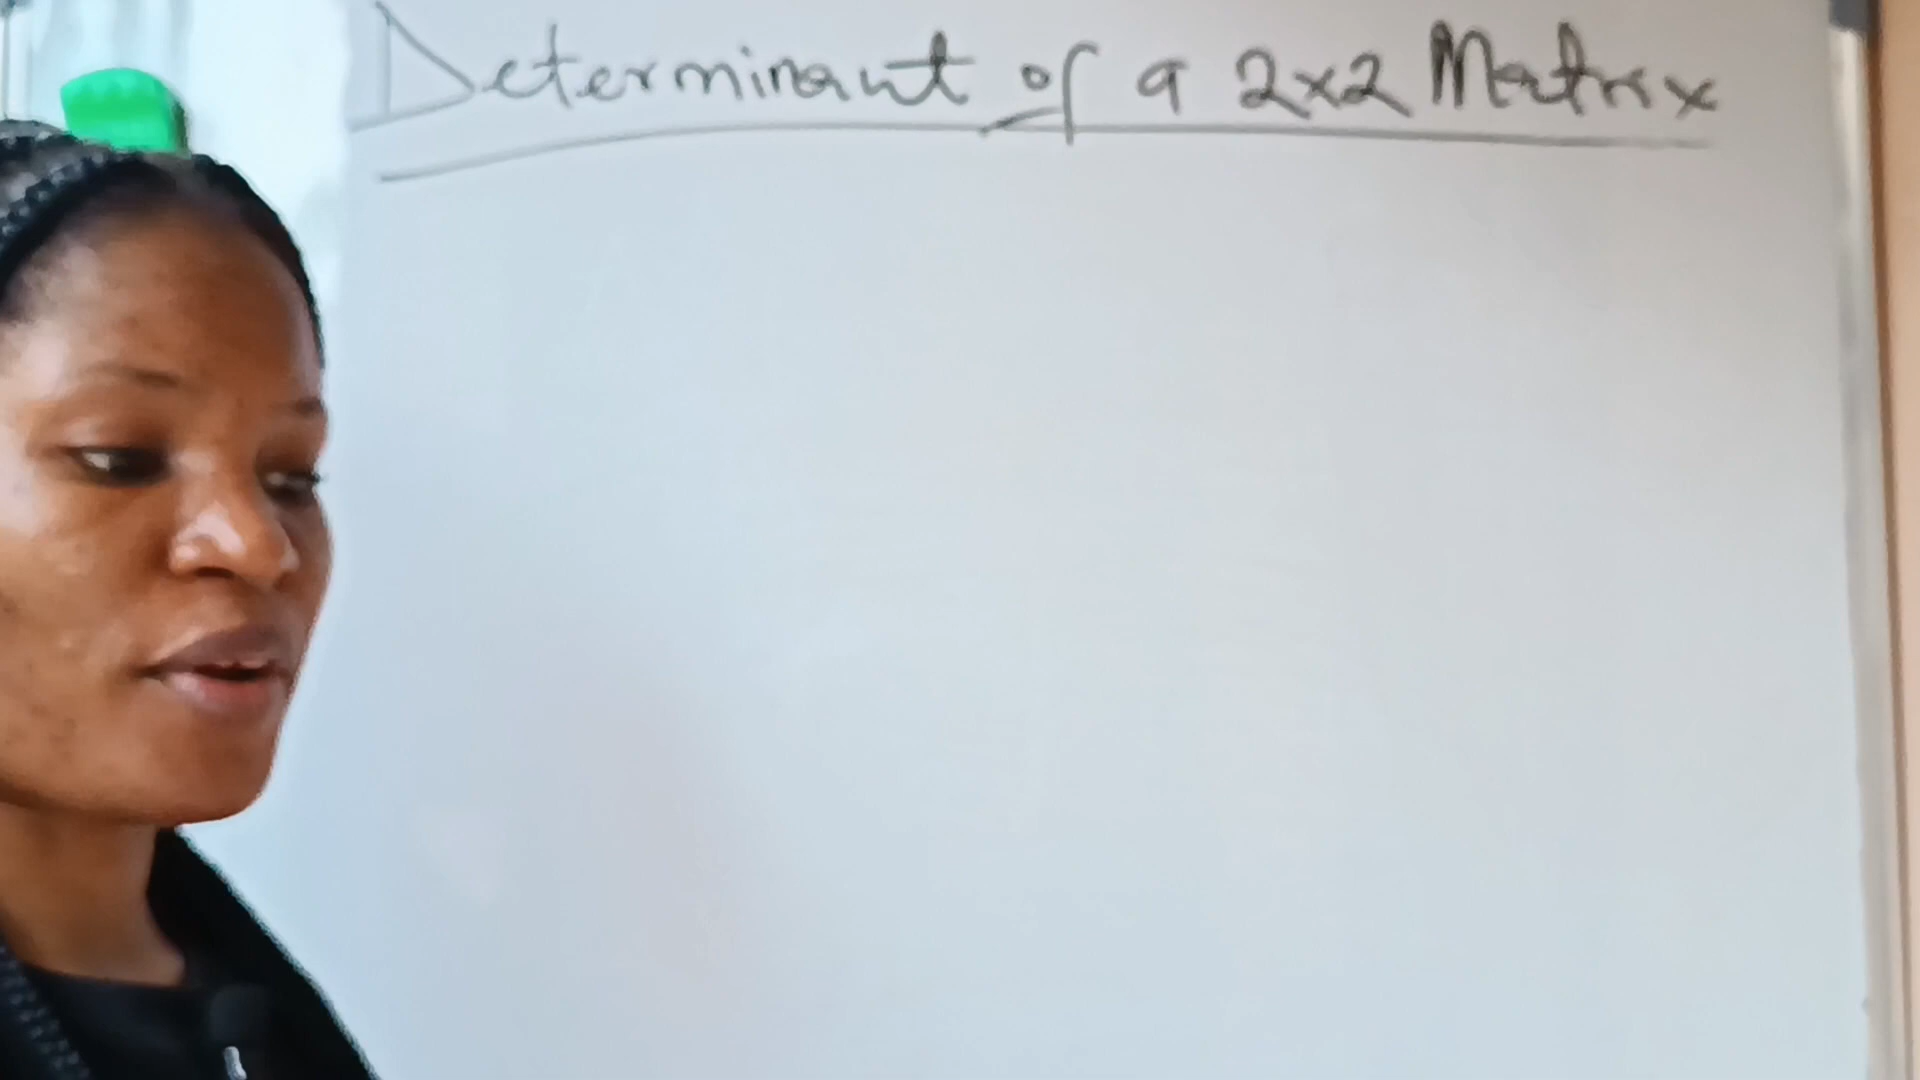 Determinant of a 2x2 Matrix